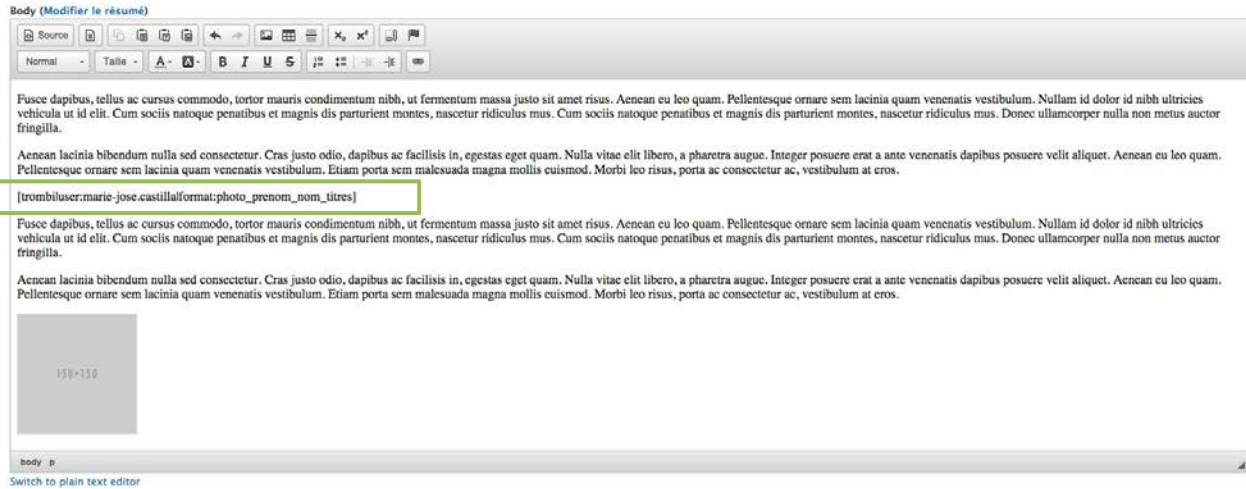 Body (Modifier le résumé)
Source
Normal Taille A A B I U S
Fusce dapibus, tellus ac cursus commodo, tortor mauris condimentum nibh, ut fermentum massa justo sit amet risus. Aenean eu leo quam. Pellentesque ornare sem lacinia quam venenatis vestibulum. Nullam id dolor id nibh ultricies
vehicula ut id elit. Cum sociis natoque penatibus et magnis dis parturient montes, nascetur ridiculus mus. Cum sociis natoque penatibus et magnis dis parturient montes, nascetur ridiculus mus. Donec ullamcorper nulla non metus auctor
fringilla.
Aenean lacinia bibendum nulla sed consectetur. Cras justo odio, dapibus ac facilisis in, egestas eget quam. Nulla vitae elit libero, a pharetra augue. Integer posuere erat a ante venenatis dapibus posuere velit aliquet. Aenean eu leo quam.
Pellentesque ornare sem lacinia quam venenatis vestibulum. Etiam porta sem malesuada magna mollis euismod. Morbi leo risus, porta ac consectetur ac, vestibulum at eros.
[trombi|user:marie-jose.castilla|format:photo_prenom_nom_titres]
Fusce dapibus, tellus ac cursus commodo, tortor mauris condimentum nibh, ut fermentum massa justo sit amet risus. Aenean eu leo quam. Pellentesque ornare sem lacinia quam venenatis vestibulum. Nullam id dolor id nibh ultricies
vehicula ut id elit. Cum sociis natoque penatibus et magnis dis parturient montes, nascetur ridiculus mus. Cum sociis natoque penatibus et magnis dis parturient montes, nascetur ridiculus mus. Donec ullamcorper nulla non metus auctor
fringilla.
Aenean lacinia bibendum nulla sed consectetur. Cras justo odio, dapibus ac facilisis in, egestas eget quam. Nulla vitae elit libero, a pharetra augue. Integer posuere erat a ante venenatis dapibus posuere velit aliquet. Aenean eu leo quam.
Pellentesque ornare sem lacinia quam venenatis vestibulum. Etiam porta sem malesuada magna mollis euismod. Morbi leo risus, porta ac consectetur ac, vestibulum at eros.
150×150
body p
Switch to plain text editor